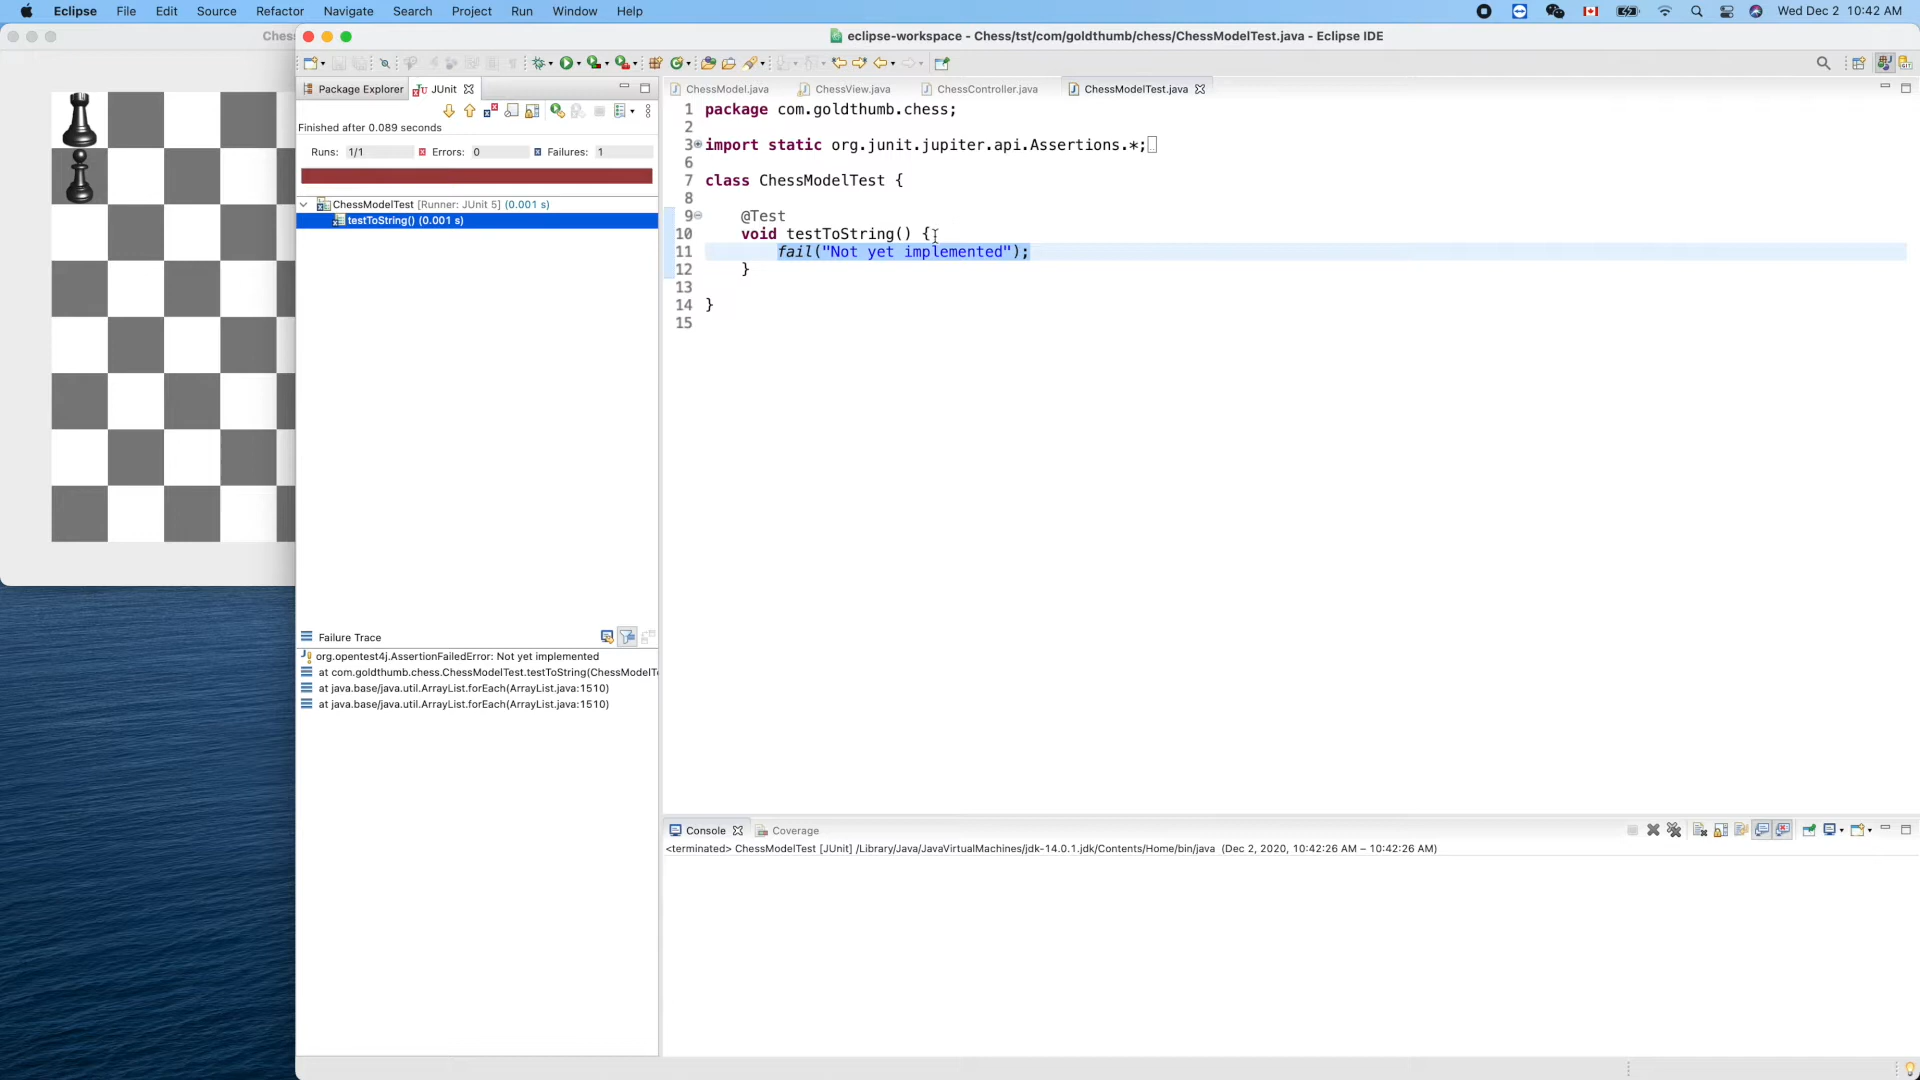 Eclipse File Edit Source Refactor Navigate Search Project Run Window Help Wed Dec 2 10:42 AM
Ches
eclipse-workspace - Chess/tst/com/goldthumb/chess/ChessModelTest.java - Eclipse IDE
Package Explorer JUnit
ChessModel.java ChessView.java ChessController.java ChessModelTest.java
Finished after 0.089 seconds
Runs: 1/1 Errors: 0 Failures: 1
ChessModelTest [Runner: JUnit 5] (0.001 s)
testToString() (0.001 s)
1 package com.goldthumb.chess;
2
3 import static org.junit.jupiter.api.Assertions.*;
6
7 class ChessModelTest {
8
9 @Test
10 void testToString() {
11 fail("Not yet implemented");
12 }
13
14 }
15
Failure Trace
org.opentest4j.AssertionFailedError: Not yet implemented
at com.goldthumb.chess.ChessModelTest.testToString(ChessModelTe
at java.base/java.util.ArrayList.forEach(ArrayList.java:1510)
at java.base/java.util.ArrayList.forEach(ArrayList.java:1510)
Console Coverage
<terminated> ChessModelTest [JUnit] /Library/Java/JavaVirtualMachines/jdk-14.0.1.jdk/Contents/Home/bin/java (Dec 2, 2020, 10:42:26 AM – 10:42:26 AM)